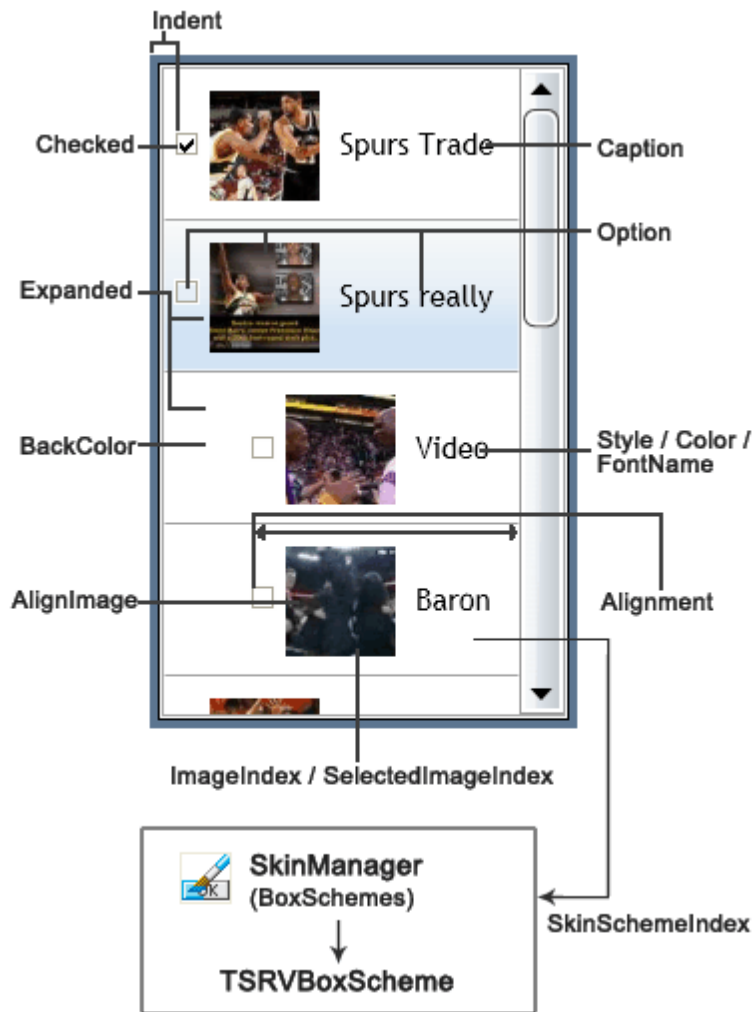 Indent
Checked
Spurs Trade
Caption
Option
Expanded
Spurs really
BackColor
Video
Style / Color /
FontName
AlignImage
Baron
Alignment
ImageIndex / SelectedImageIndex
SkinManager
(BoxSchemes)
OK
SkinSchemeIndex
TSRVBoxScheme